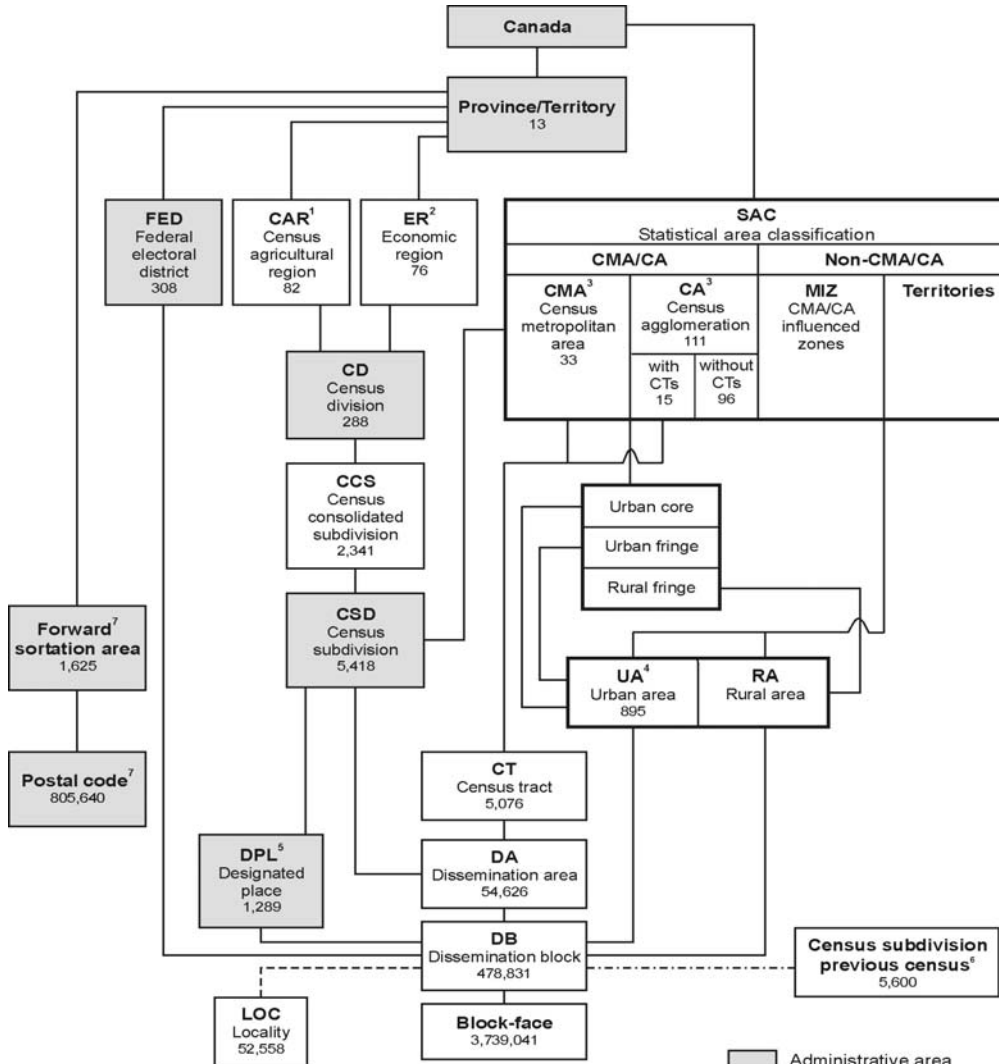 Canada
Province/Territory
13
FED
Federal
electoral
district
308
CAR1
Census
agricultural
region
82
ER2
Economic
region
76
SAC
Statistical area classification
CMA/CA
Non-CMA/CA
CMA3
Census
metropolitan
area
33
CA3
Census
agglomeration
111
with
CTs
15
without
CTs
96
MIZ
CMA/CA
influenced
zones
Territories
CD
Census
division
288
CCS
Census
consolidated
subdivision
2,341
Urban core
Urban fringe
Rural fringe
Forward7
sortation area
1,625
CSD
Census
subdivision
5,418
UA4
Urban area
895
RA
Rural area
Postal code7
805,640
CT
Census tract
5,076
DPL5
Designated
place
1,289
DA
Dissemination area
54,626
DB
Dissemination block
478,831
Census subdivision
previous census6
5,600
LOC
Locality
52,558
Block-face
3,739,041
Administrative area